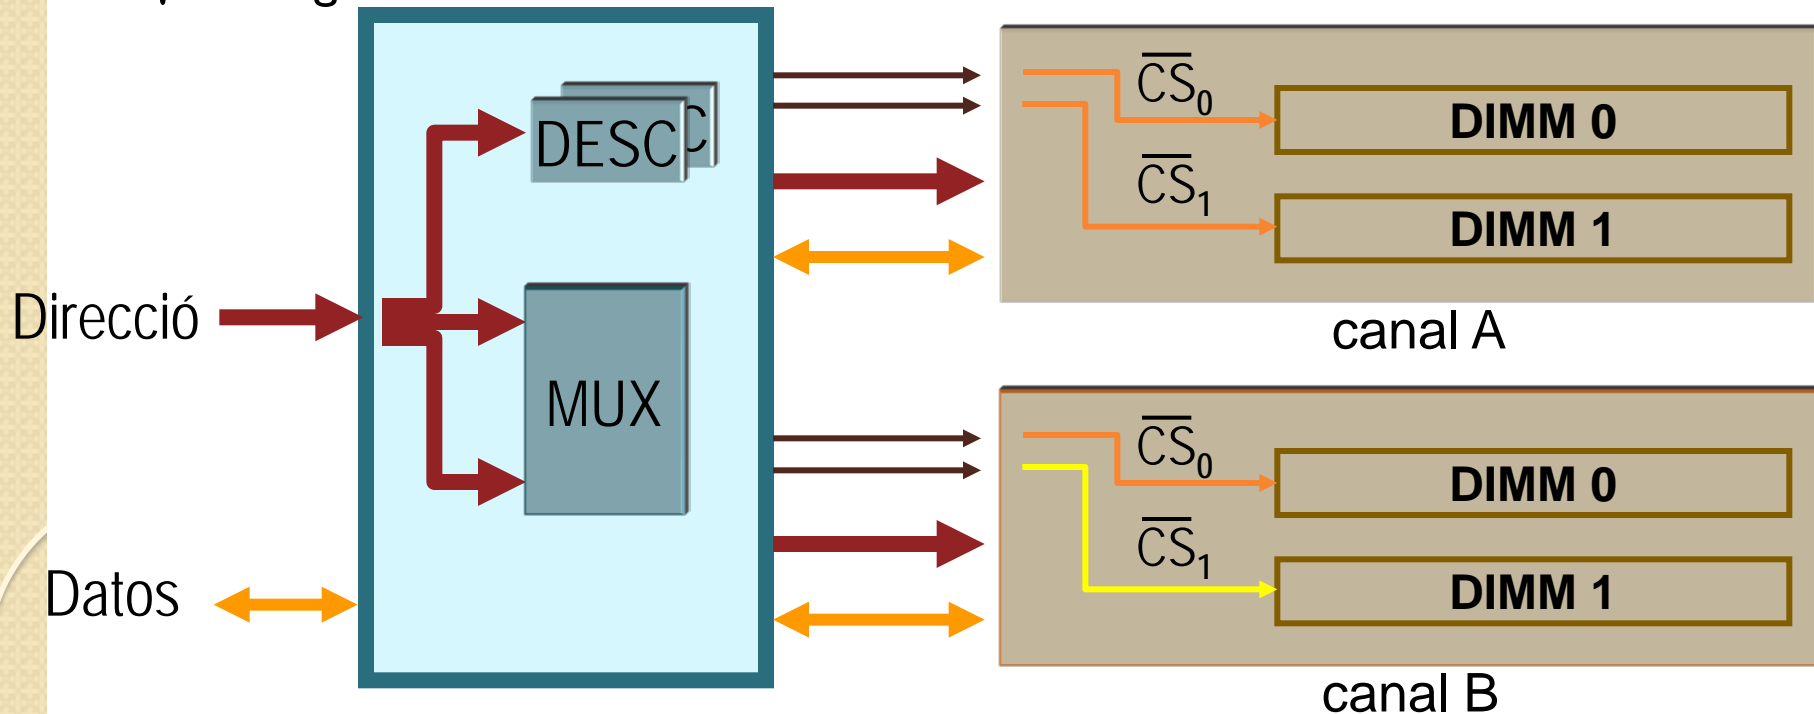 DESC
C
MUX
Direcció
Datos
CS0
DIMM 0
CS1
DIMM 1
canal A
CS0
DIMM 0
CS1
DIMM 1
canal B